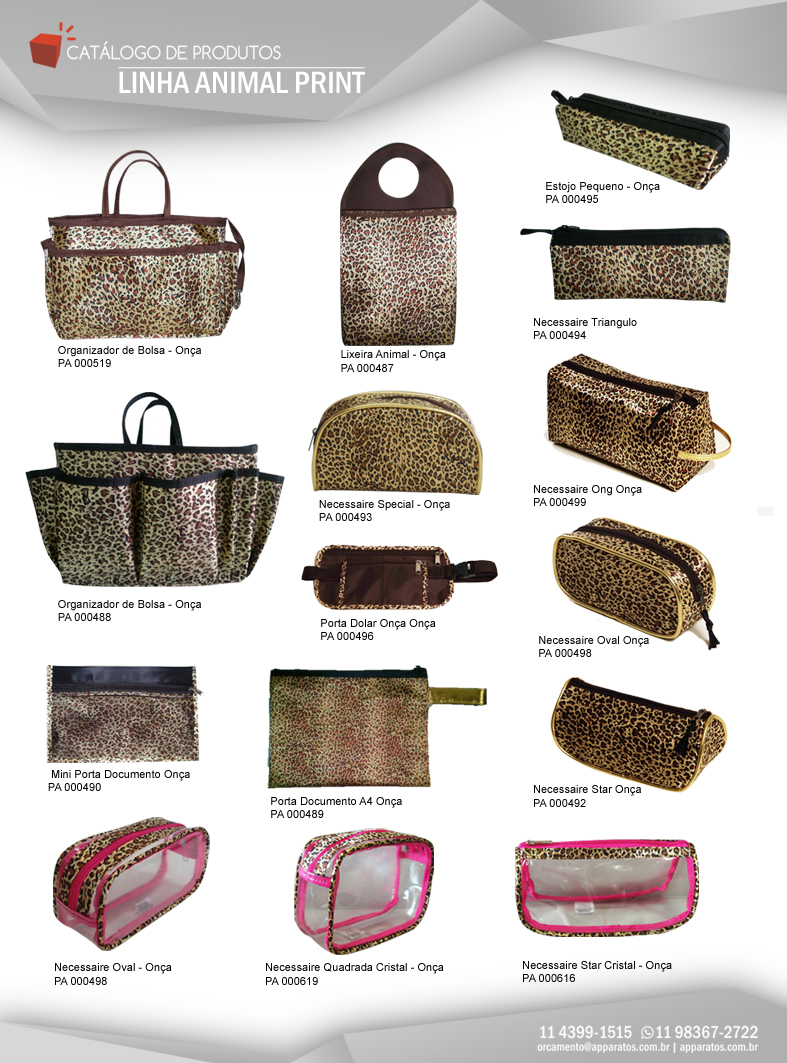 CATÁLOGO DE PRODUTOS
LINHA ANIMAL PRINT
Estojo Pequeno - Onça
PA 000495
Necessaire Triangulo
PA 000494
Organizador de Bolsa - Onça
PA 000519
Lixeira Animal - Onça
PA 000487
Necessaire Special - Onça
PA 000493
Necessaire Ong Onça
PA 000499
Organizador de Bolsa - Onça
PA 000488
Porta Dolar Onça Onça
PA 000496
Necessaire Oval Onça
PA 000498
Mini Porta Documento Onça
PA 000490
Porta Documento A4 Onça
PA 000489
Necessaire Star Onça
PA 000492
Necessaire Oval - Onça
PA 000498
Necessaire Quadrada Cristal - Onça
PA 000619
Necessaire Star Cristal - Onça
PA 000616
11 4399-1515 11 98367-2722
orcamento@apparatos.com.br | apparatos.com.br